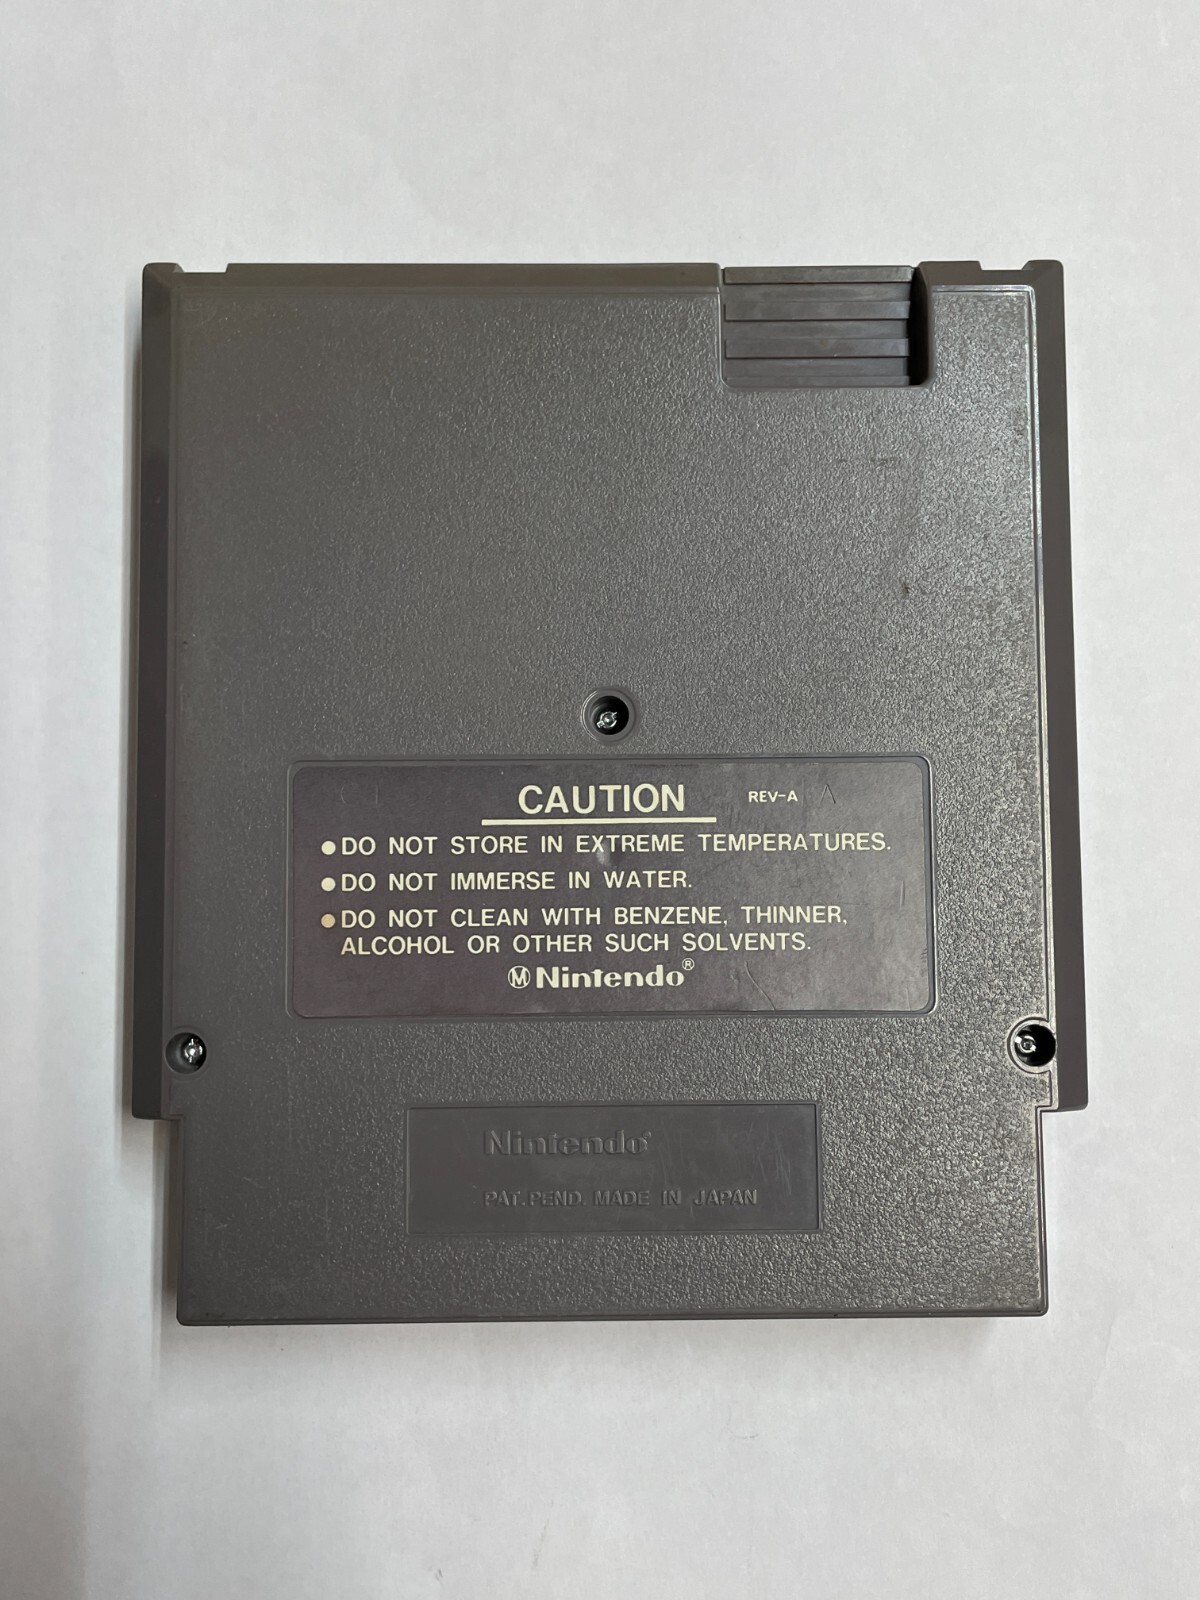 CAUTION REV-A A
●DO NOT STORE IN EXTREME TEMPERATURES.
●DO NOT IMMERSE IN WATER.
●DO NOT CLEAN WITH BENZENE, THINNER,
ALCOHOL OR OTHER SUCH SOLVENTS.
Ⓜ Nintendo®
Nintendo®
PAT. PEND. MADE IN JAPAN